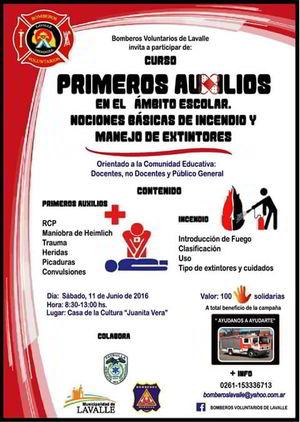 BOMBEROS
VOLUNTARIOS
Bomberos Voluntarios de Lavalle
invita a participar de:
CURSO
PRIMEROS AUXILIOS
EN EL ÁMBITO ESCOLAR.
NOCIONES BÁSICAS DE INCENDIO Y
MANEJO DE EXTINTORES
Orientado a la Comunidad Educativa:
Docentes, no Docentes y Público General
CONTENIDO
PRIMEROS AUXILIOS
RCP
Maniobra de Heimlich
Trauma
Heridas
Picaduras
Convulsiones
INCENDIO
Introducción de Fuego
Clasificación
Uso
Tipo de extintores y cuidados
Día: Sábado, 11 de Junio de 2016
Hora: 8:30-13:00 hs.
Lugar: Casa de la Cultura "Juanita Vera"
Valor: 100 solidarias
A total beneficio de la campaña
"AYUDANOS A AYUDARTE"
COLABORA
Municipalidad de
LAVALLE
+ INFO
0261-153336713
bomberoslavalle@yahoo.com.ar
BOMBEROS VOLUNTARIOS DE LAVALLE